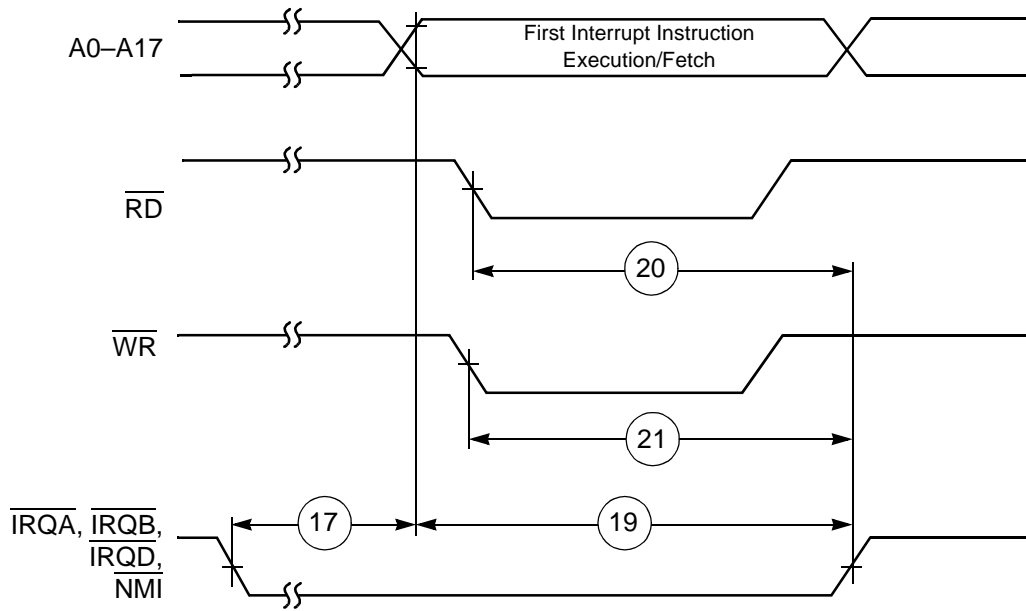 A0–A17
First Interrupt Instruction
Execution/Fetch
RD
20
WR
21
IRQA, IRQB,
IRQD,
NMI
17
19